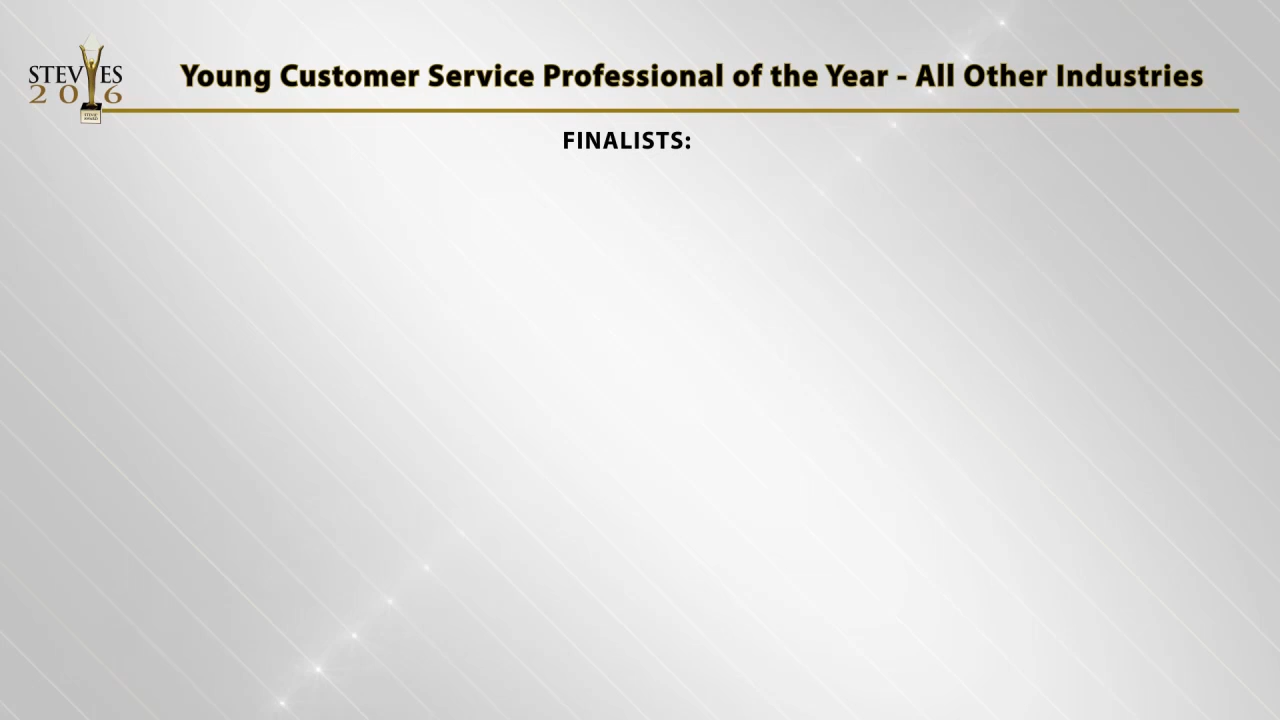 STEVIES
2016
Young Customer Service Professional of the Year - All Other Industries
FINALISTS: